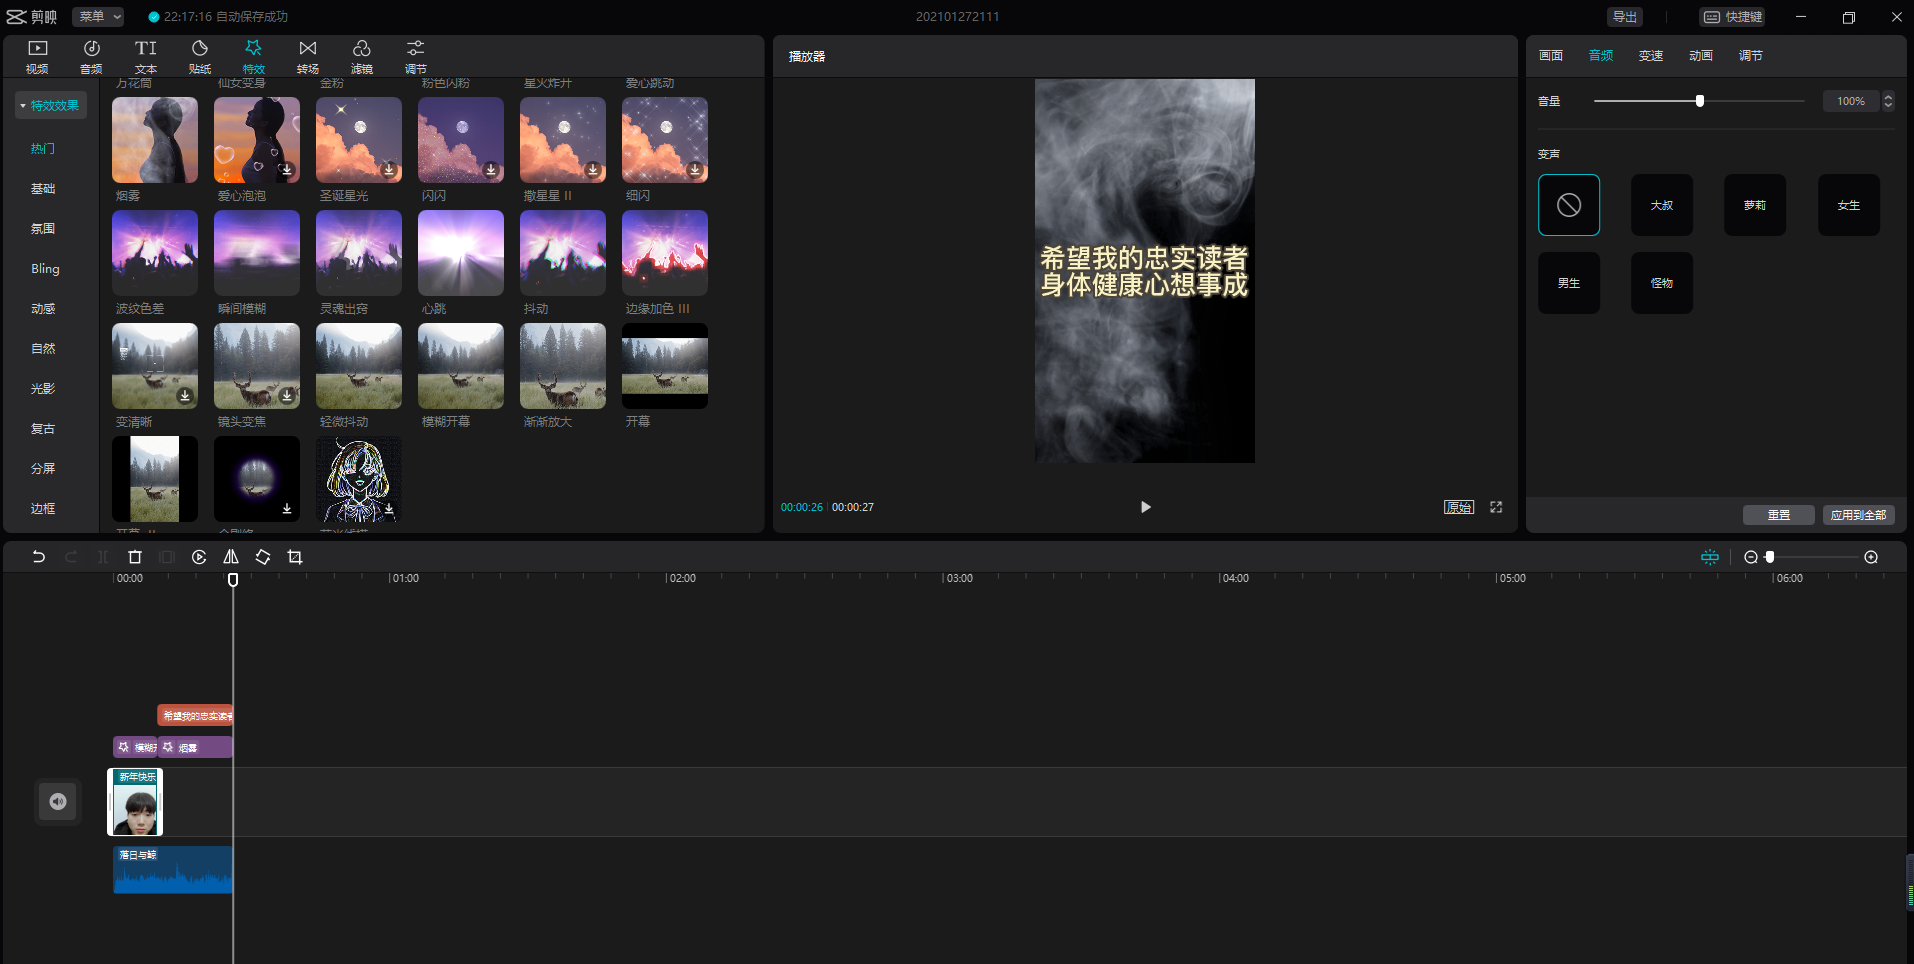 剪映
菜单
22:17:16 自动保存成功
202101272111
导出
快捷键
视频
音频
文本
贴纸
特效
转场
滤镜
调节
播放器
画面
音频
变速
动画
调节
万花筒
仙女变身
金粉
粉色闪粉
星火炸开
爱心跳动
特效效果
热门
基础
氛围
Bling
动感
自然
光影
复古
分屏
边框
烟雾
爱心泡泡
圣诞星光
闪闪
撒星星 II
细闪
波纹色差
瞬间模糊
灵魂出窍
心跳
抖动
边缘加色 III
变清晰
镜头变焦
轻微抖动
模糊开幕
渐渐放大
开幕
开幕 II
希望我的忠实读者
身体健康心想事成
00:00:26
00:00:27
原始
音量
100%
变声
大叔
萝莉
女生
男生
怪物
重置
应用到全部
00:00
01:00
02:00
03:00
04:00
05:00
06:00
希望我的忠实读者
模糊开
烟雾
新年快乐
落日与鲸